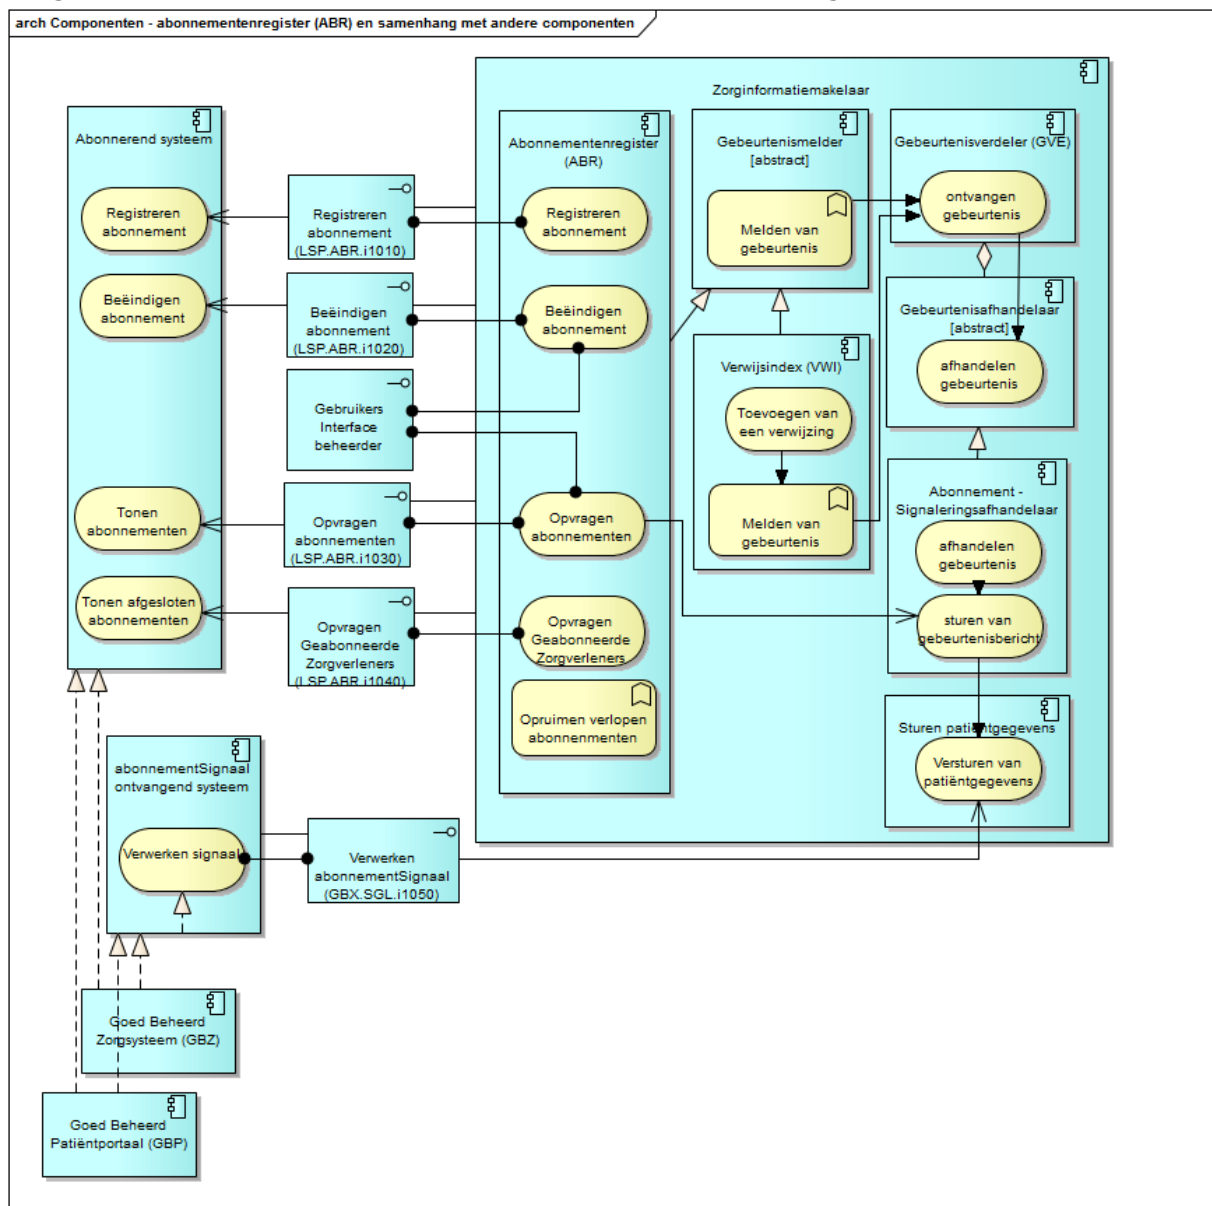 arch Componenten - abonnementenregister (ABR) en samenhang met andere componenten
Zorginformatiemakelaar
Abonnerend systeem
Registreren
abonnement
Beëindigen
abonnement
Tonen
abonnementen
Tonen afgesloten
abonnementen
Registreren
abonnement
(LSP.ABR.i1010)
Beëindigen
abonnement
(LSP.ABR.i1020)
Gebruikers
Interface
beheerder
Opvragen
abonnementen
(LSP.ABR.i1030)
Opvragen
Geabonneerde
Zorgverleners
(LSP.ABR.i1040)
Abonnementenregister
(ABR)
Registreren
abonnement
Beëindigen
abonnement
Opvragen
abonnementen
Opvragen
Geabonneerde
Zorgverleners
Opruimen verlopen
abonnenmenten
Gebeurtenismelder
[abstract]
Melden van
gebeurtenis
Verwijsindex (VWI)
Toevoegen van
een verwijzing
Melden van
gebeurtenis
Gebeurtenisverdeler (GVE)
ontvangen
gebeurtenis
Gebeurtenisafhandelaar
[abstract]
afhandelen
gebeurtenis
Abonnement -
Signaleringsafhandelaar
afhandelen
gebeurtenis
sturen van
gebeurtenisbericht
Sturen patiëntgegevens
Versturen van
patiëntgegevens
abonnementSignaal
ontvangend systeem
Verwerken signaal
Verwerken
abonnementSignaal
(GBX.SGL.i1050)
Goed Beheerd
Zorgsysteem (GBZ)
Goed Beheerd
Patiëntportaal (GBP)